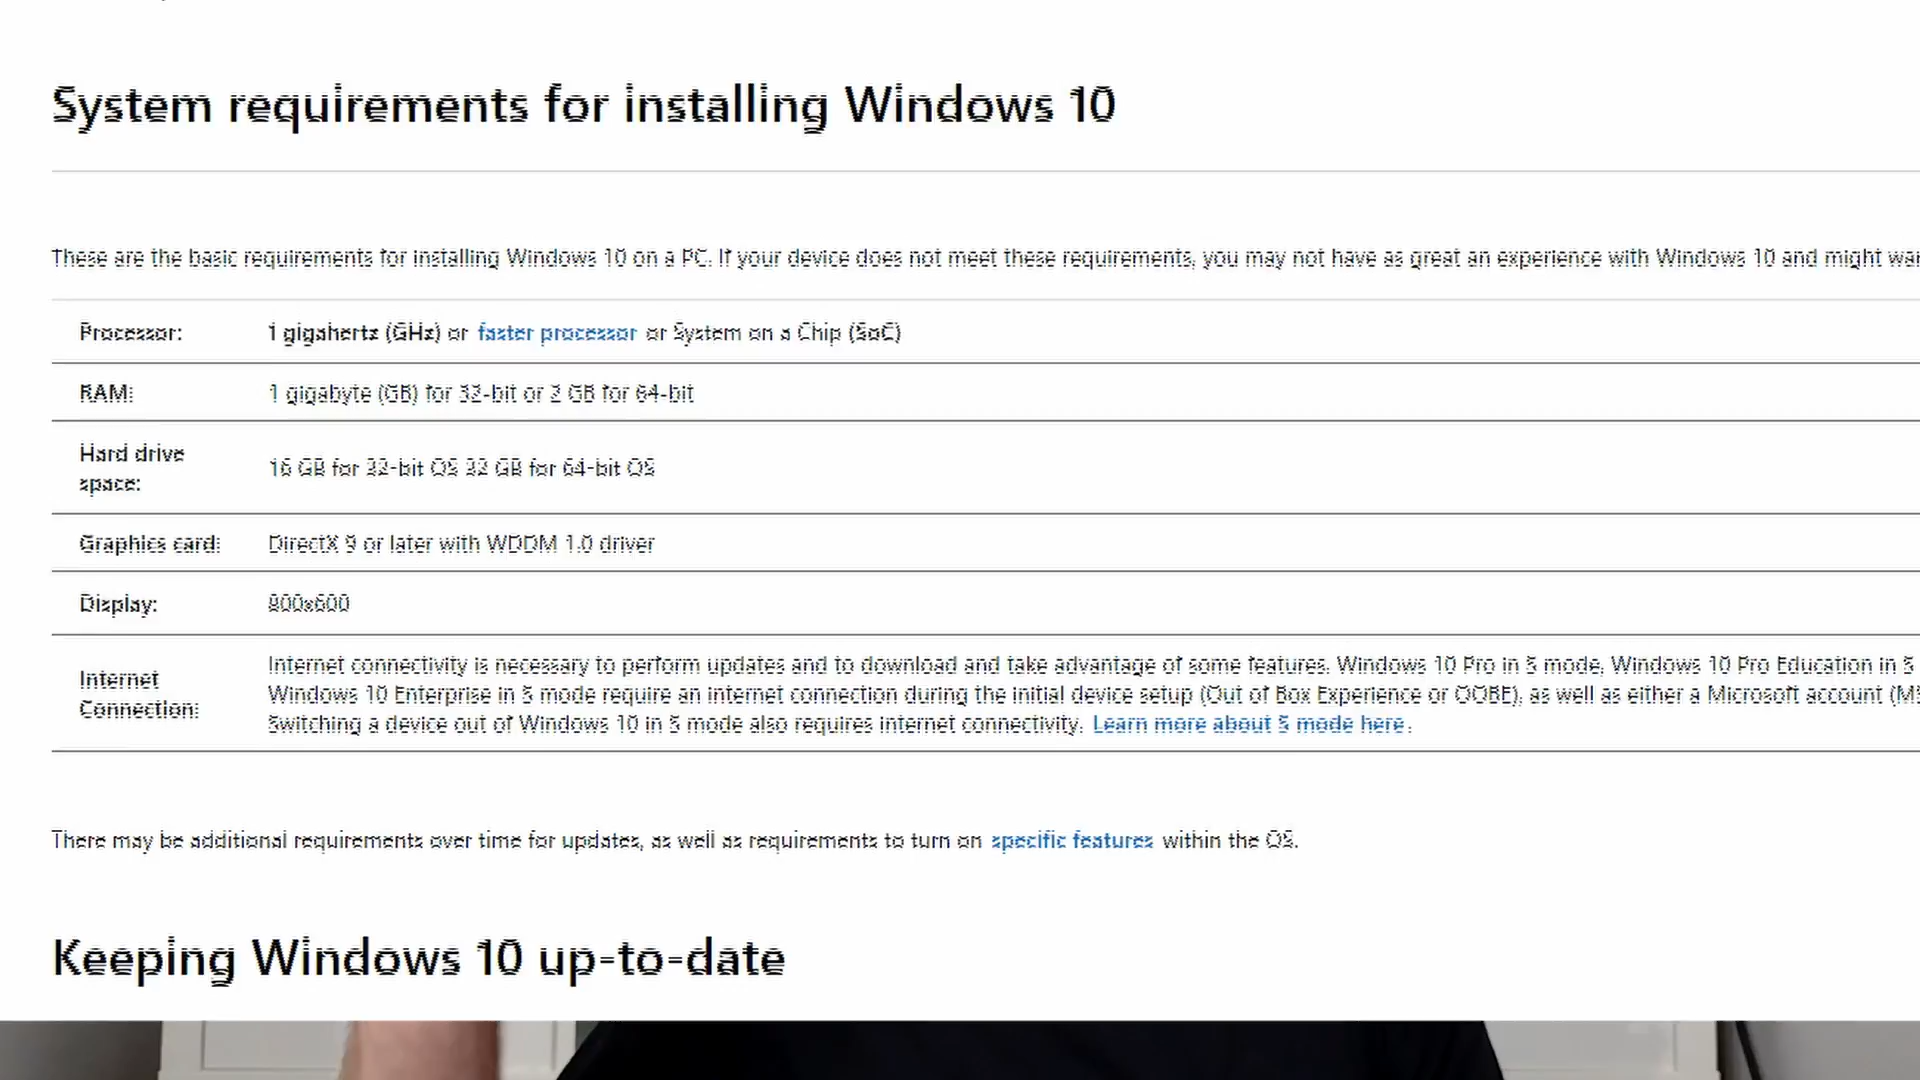 System requirements for installing Windows 10
These are the basic requirements for installing Windows 10 on a PC. If your device does not meet these requirements, you may not have as great an experience with Windows 10 and might
Processor: 1 gigahertz (GHz) or faster processor or System on a Chip (SoC)
RAM: 1 gigabyte (GB) for 32-bit or 2 GB for 64-bit
Hard drive space: 16 GB for 32-bit OS 32 GB for 64-bit OS
Graphics card: DirectX 9 or later with WDDM 1.0 driver
Display: 800x600
Internet Connection: Internet connectivity is necessary to perform updates and to download and take advantage of some features. Windows 10 Pro in S mode, Windows 10 Pro Education in S
Windows 10 Enterprise in S mode require an internet connection during the initial device setup (Out of Box Experience or OOBE), as well as either a Microsoft account
Switching a device out of Windows 10 in S mode also requires internet connectivity. Learn more about S mode here.
There may be additional requirements over time for updates, as well as requirements to turn on specific features within the OS.
Keeping Windows 10 up-to-date